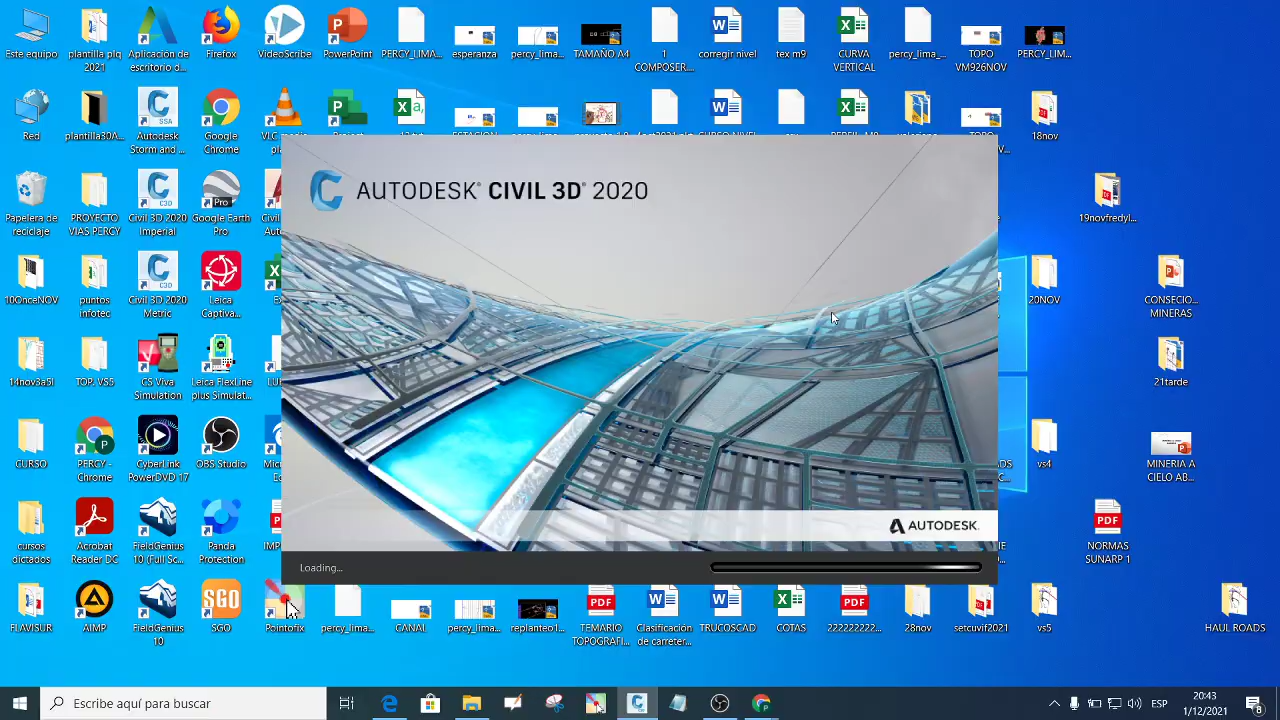 Este equipo
plantilla plq
2021
Aplicación de
escritorio d...
Firefox
VideoScribe
PowerPoint
PERCY_LIMA...
esperanza
percy_lima...
TAMAÑO A4
1
COMPOSER...
corregir nivel
tex m9
CURVA
VERTICAL
percy_lima_...
TOPO
VM926NOV
PERCY_LIM...
Red
plantilla30A...
Autodesk
Storm and ...
Google
Chrome
18nov
Papelera de
reciclaje
PROYECTO
VIAS PERCY
Civil 3D 2020
Imperial
Google Earth
Pro
19novfredyl...
10OnceNOV
puntos
infotec
Civil 3D 2020
Metric
Leica
Captiva...
20NOV
CONSECIO...
MINERAS
14nov3a5l
TOP. VS5
CS Viva
Simulation
Leica FlexLine
plus Simulat...
21tarde
CURSO
PERCY -
Chrome
CyberLink
PowerDVD 17
OBS Studio
vs4
MINERIA A
CIELO AB...
cursos
dictados
Acrobat
Reader DC
FieldGenius
10 (Full Sc...
Panda
Protection
NORMAS
SUNARP 1
FLAVISUR
AIMP
FieldGenius
10
SGO
Pointofix
percy_lima...
CANAL
percy_lima...
replanteo1...
TEMARIO
TOPOGRAFI...
Clasificación
de carreter...
TRUCOSCAD
COTAS
222222222...
28nov
setcuvif2021
vs5
HAUL ROADS
AUTODESK® CIVIL 3D® 2020
AUTODESK.
Loading...
Escribe aquí para buscar
ESP
20:43
1/12/2021